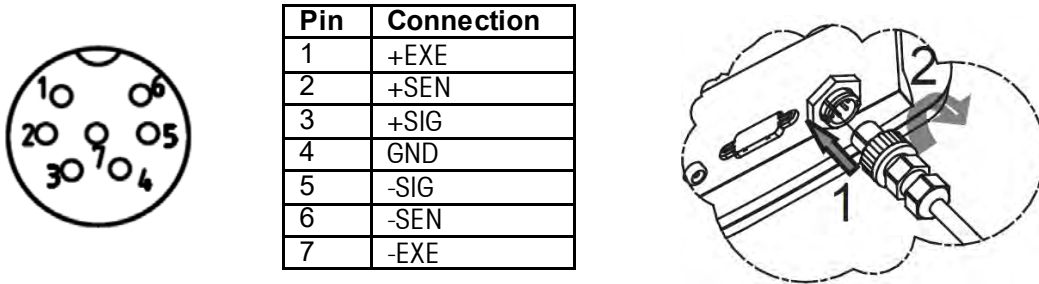 1 6
2 5
7
3 4
Pin Connection
1 +EXE
2 +SEN
3 +SIG
4 GND
5 -SIG
6 -SEN
7 -EXE
2
1